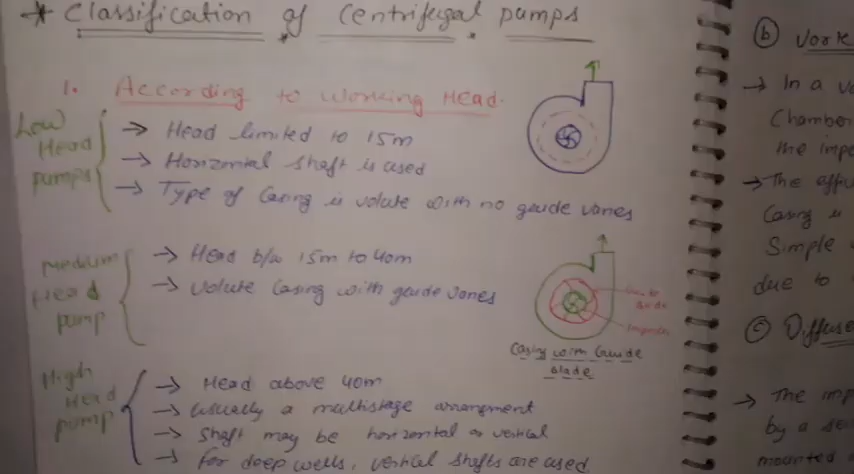 * Classification of Centrifugal pumps
1. According to working Head.
Low Head pumps
→ Head limited to 15m
→ Horizontal shaft is used
→ Type of Casing is volute with no guide vanes
medium Head pump
→ Head b/w 15m to 40m
→ volute Casing with guide vanes
Casing with Guide blade
High Head pump
→ Head above 40m
→ usually a multistage arrangment
→ shaft may be horizontal or vertical
→ for deep wells, vertical shafts are used
(b)
→ In a
Chamber
the
→ The
Casing is
Simple
due to
(c)
→ The
by a
mounted